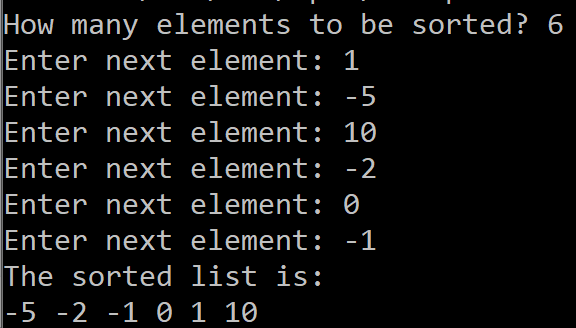 How many elements to be sorted? 6
Enter next element: 1
Enter next element: -5
Enter next element: 10
Enter next element: -2
Enter next element: 0
Enter next element: -1
The sorted list is:
-5 -2 -1 0 1 10